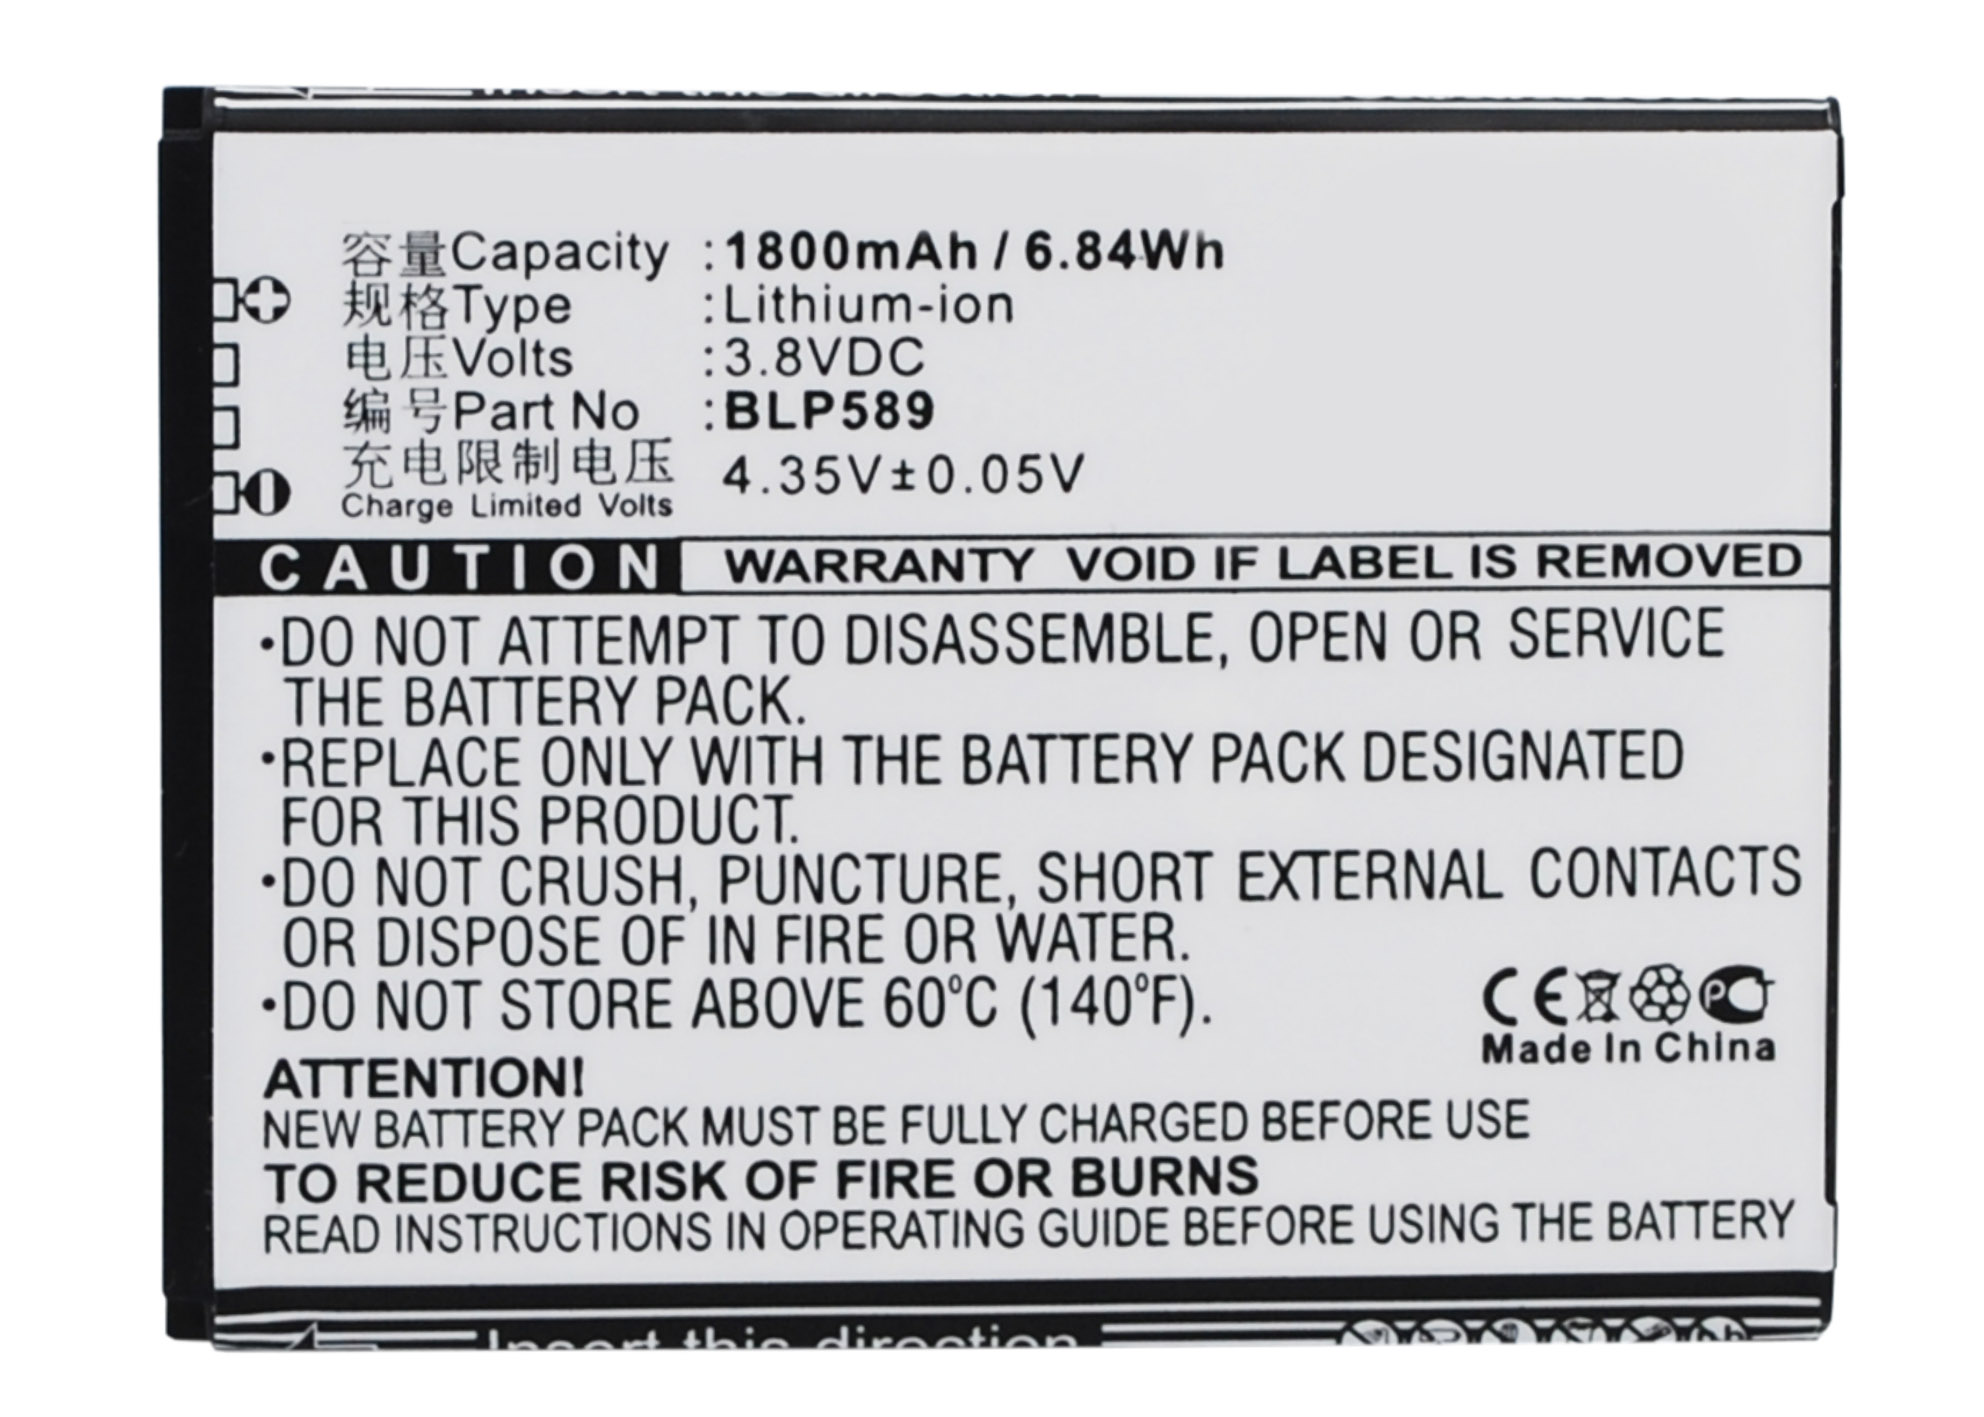 容量Capacity :1800mAh / 6.84Wh
规格Type :Lithium-ion
电压Volts :3.8VDC
编号Part No :BLP589
充电限制电压 4.35V±0.05V
Charge Limited Volts
CAUTION WARRANTY VOID IF LABEL IS REMOVED
•DO NOT ATTEMPT TO DISASSEMBLE, OPEN OR SERVICE
THE BATTERY PACK.
•REPLACE ONLY WITH THE BATTERY PACK DESIGNATED
FOR THIS PRODUCT.
•DO NOT CRUSH, PUNCTURE, SHORT EXTERNAL CONTACTS
OR DISPOSE OF IN FIRE OR WATER.
•DO NOT STORE ABOVE 60°C (140°F).
CE
Made In China
ATTENTION!
NEW BATTERY PACK MUST BE FULLY CHARGED BEFORE USE
TO REDUCE RISK OF FIRE OR BURNS
READ INSTRUCTIONS IN OPERATING GUIDE BEFORE USING THE BATTERY
Insert this direction